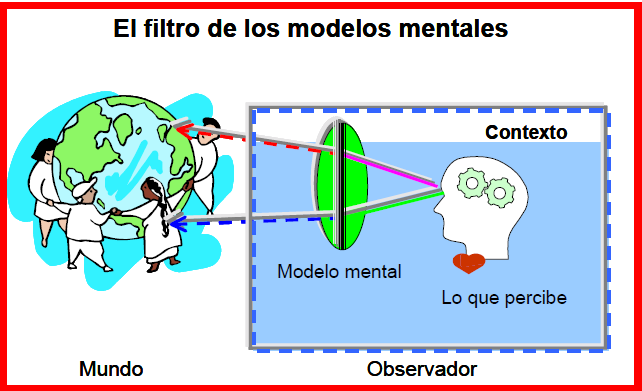 El filtro de los modelos mentales
Contexto
Modelo mental
Lo que percibe
Mundo
Observador